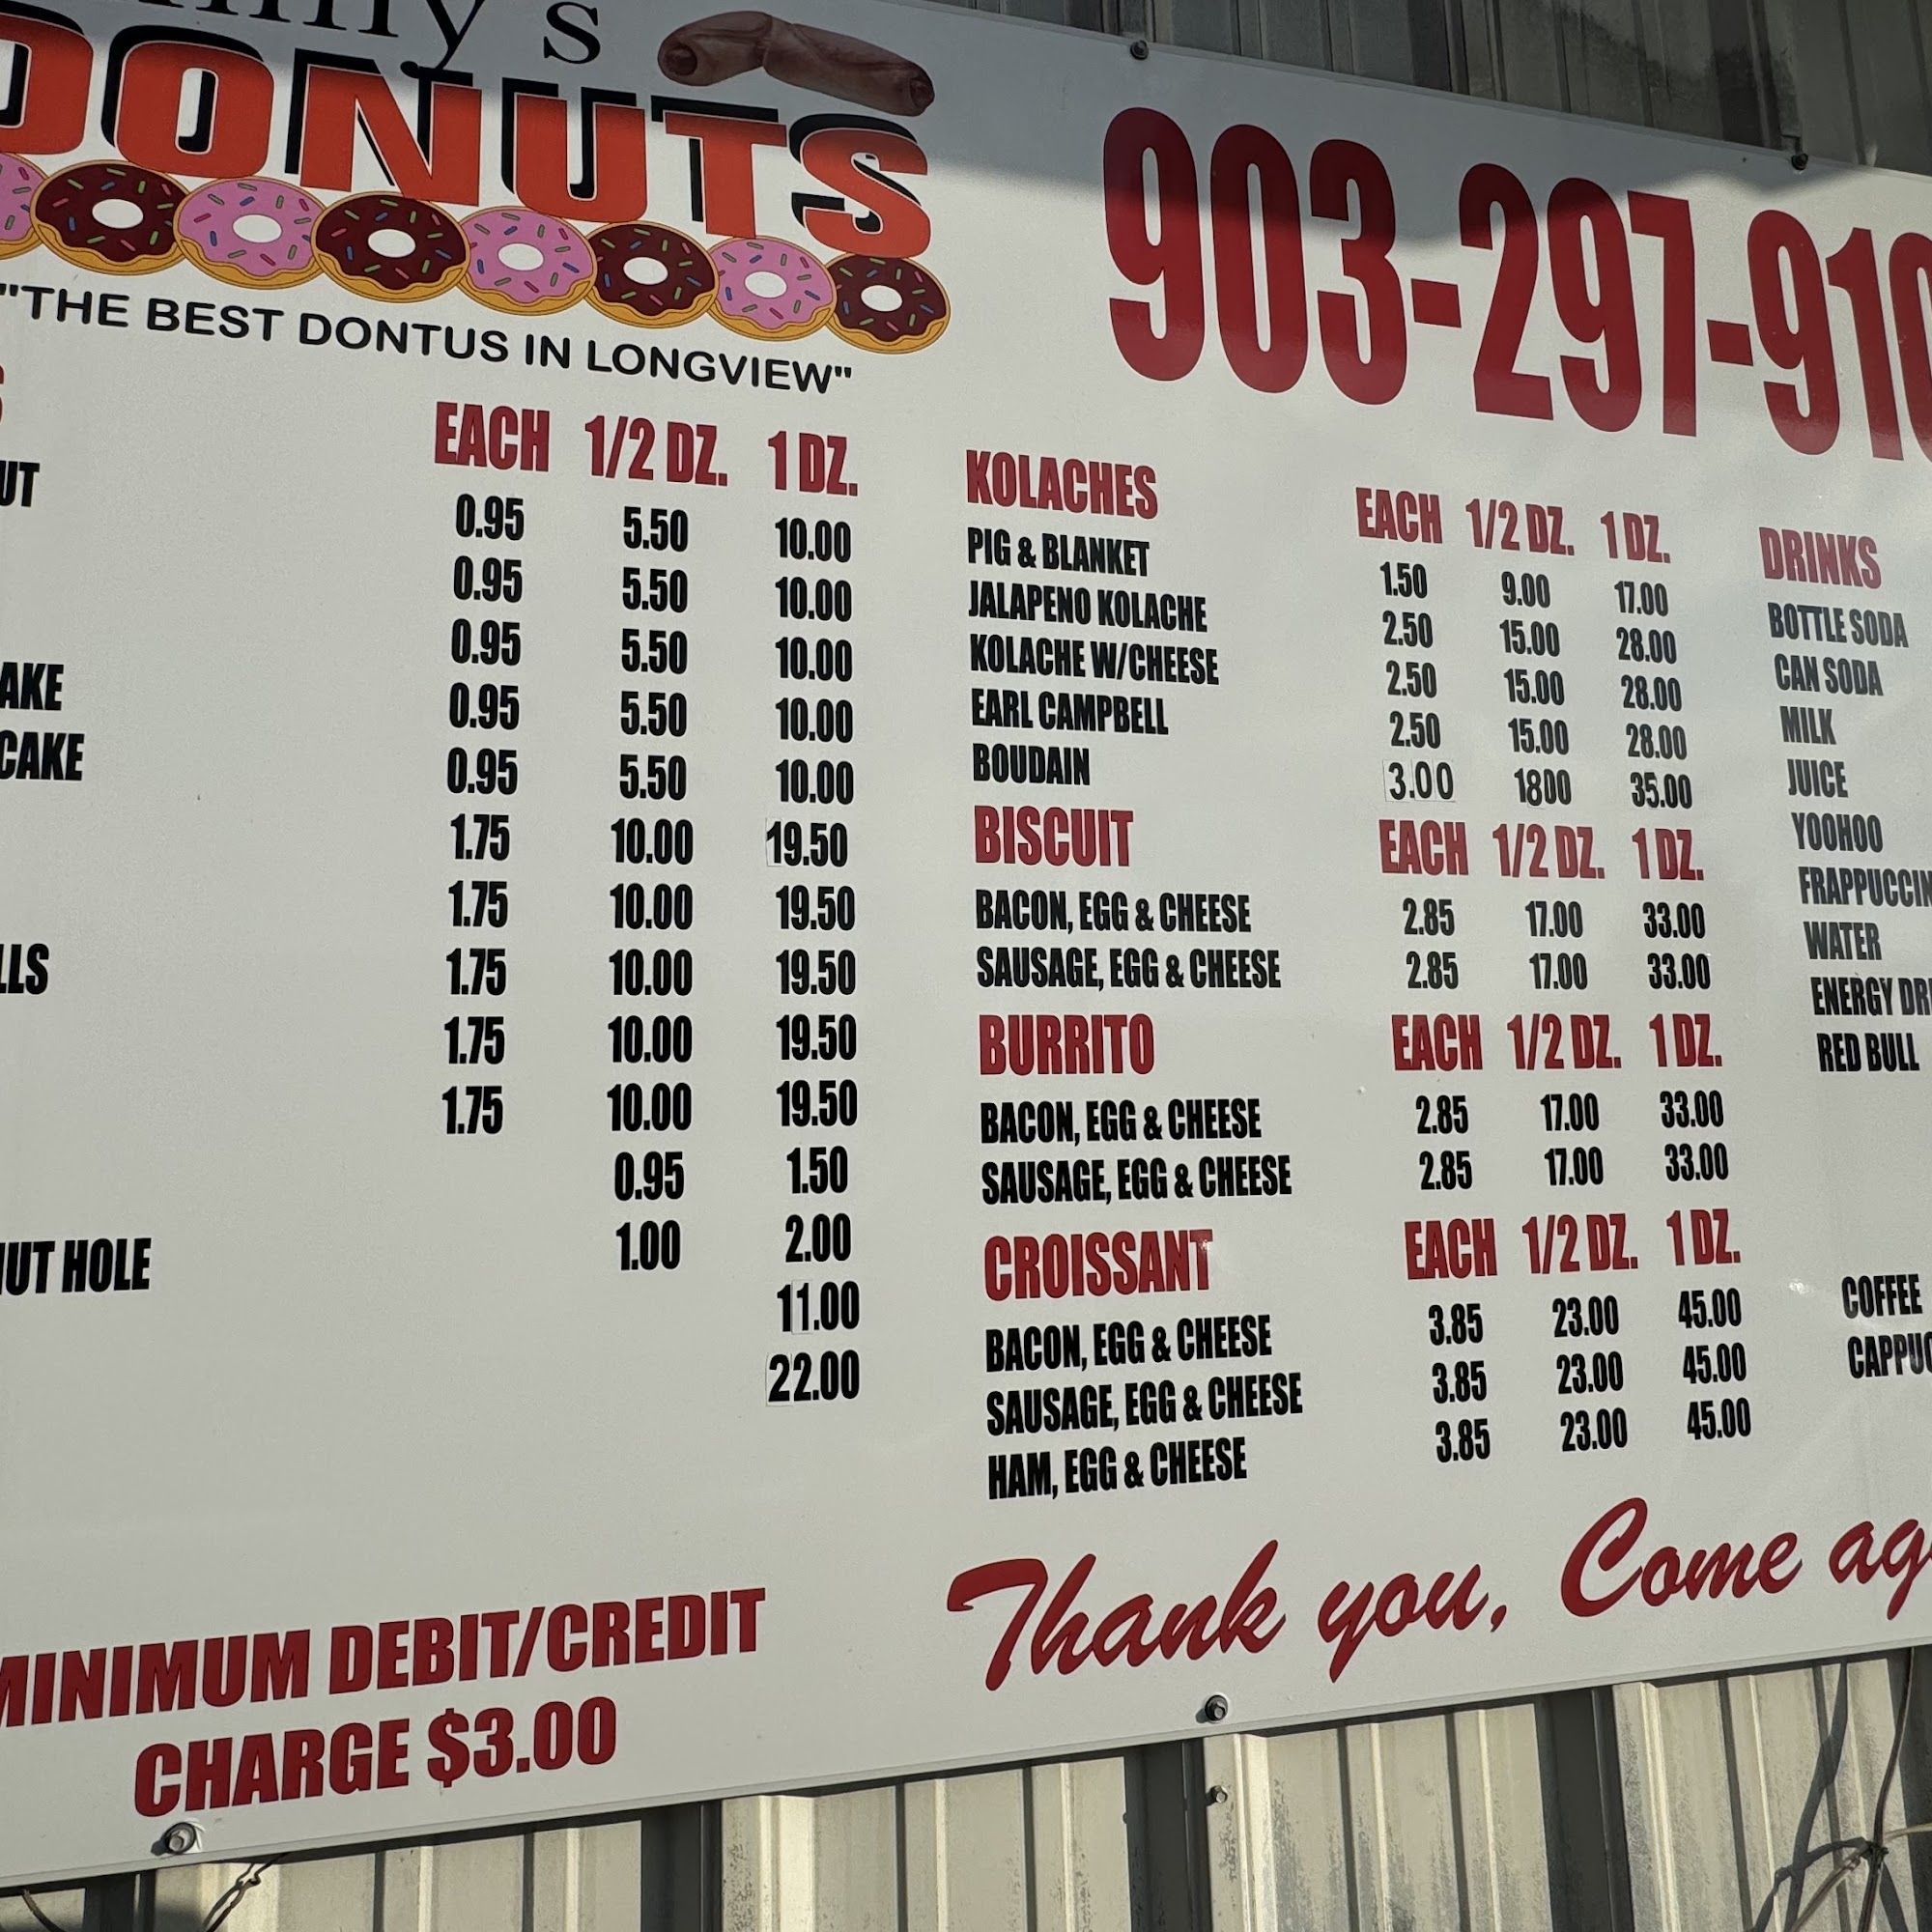 DONUTS
"THE BEST DONTUS IN LONGVIEW"
903-297-910
EACH 1/2 DZ. 1 DZ.
0.95 5.50 10.00
0.95 5.50 10.00
0.95 5.50 10.00
0.95 5.50 10.00
0.95 5.50 10.00
1.75 10.00 19.50
1.75 10.00 19.50
1.75 10.00 19.50
1.75 10.00 19.50
1.75 10.00 19.50
0.95 1.50
HOLE 1.00 2.00
11.00
22.00
MINIMUM DEBIT/CREDIT
CHARGE $3.00
KOLACHES EACH 1/2 DZ. 1 DZ.
PIG & BLANKET 1.50 9.00 17.00
JALAPENO KOLACHE 2.50 15.00 28.00
KOLACHE W/CHEESE 2.50 15.00 28.00
EARL CAMPBELL 2.50 15.00 28.00
BOUDAIN 3.00 1800 35.00
BISCUIT EACH 1/2 DZ. 1 DZ.
BACON, EGG & CHEESE 2.85 17.00 33.00
SAUSAGE, EGG & CHEESE 2.85 17.00 33.00
BURRITO EACH 1/2 DZ. 1 DZ.
BACON, EGG & CHEESE 2.85 17.00 33.00
SAUSAGE, EGG & CHEESE 2.85 17.00 33.00
CROISSANT EACH 1/2 DZ. 1 DZ.
BACON, EGG & CHEESE 3.85 23.00 45.00
SAUSAGE, EGG & CHEESE 3.85 23.00 45.00
HAM, EGG & CHEESE 3.85 23.00 45.00
DRINKS
BOTTLE SODA
CAN SODA
MILK
JUICE
YOOHOO
FRAPPUCCIN
WATER
ENERGY DR
RED BULL
COFFEE
CAPPUC
Thank you, Come ag